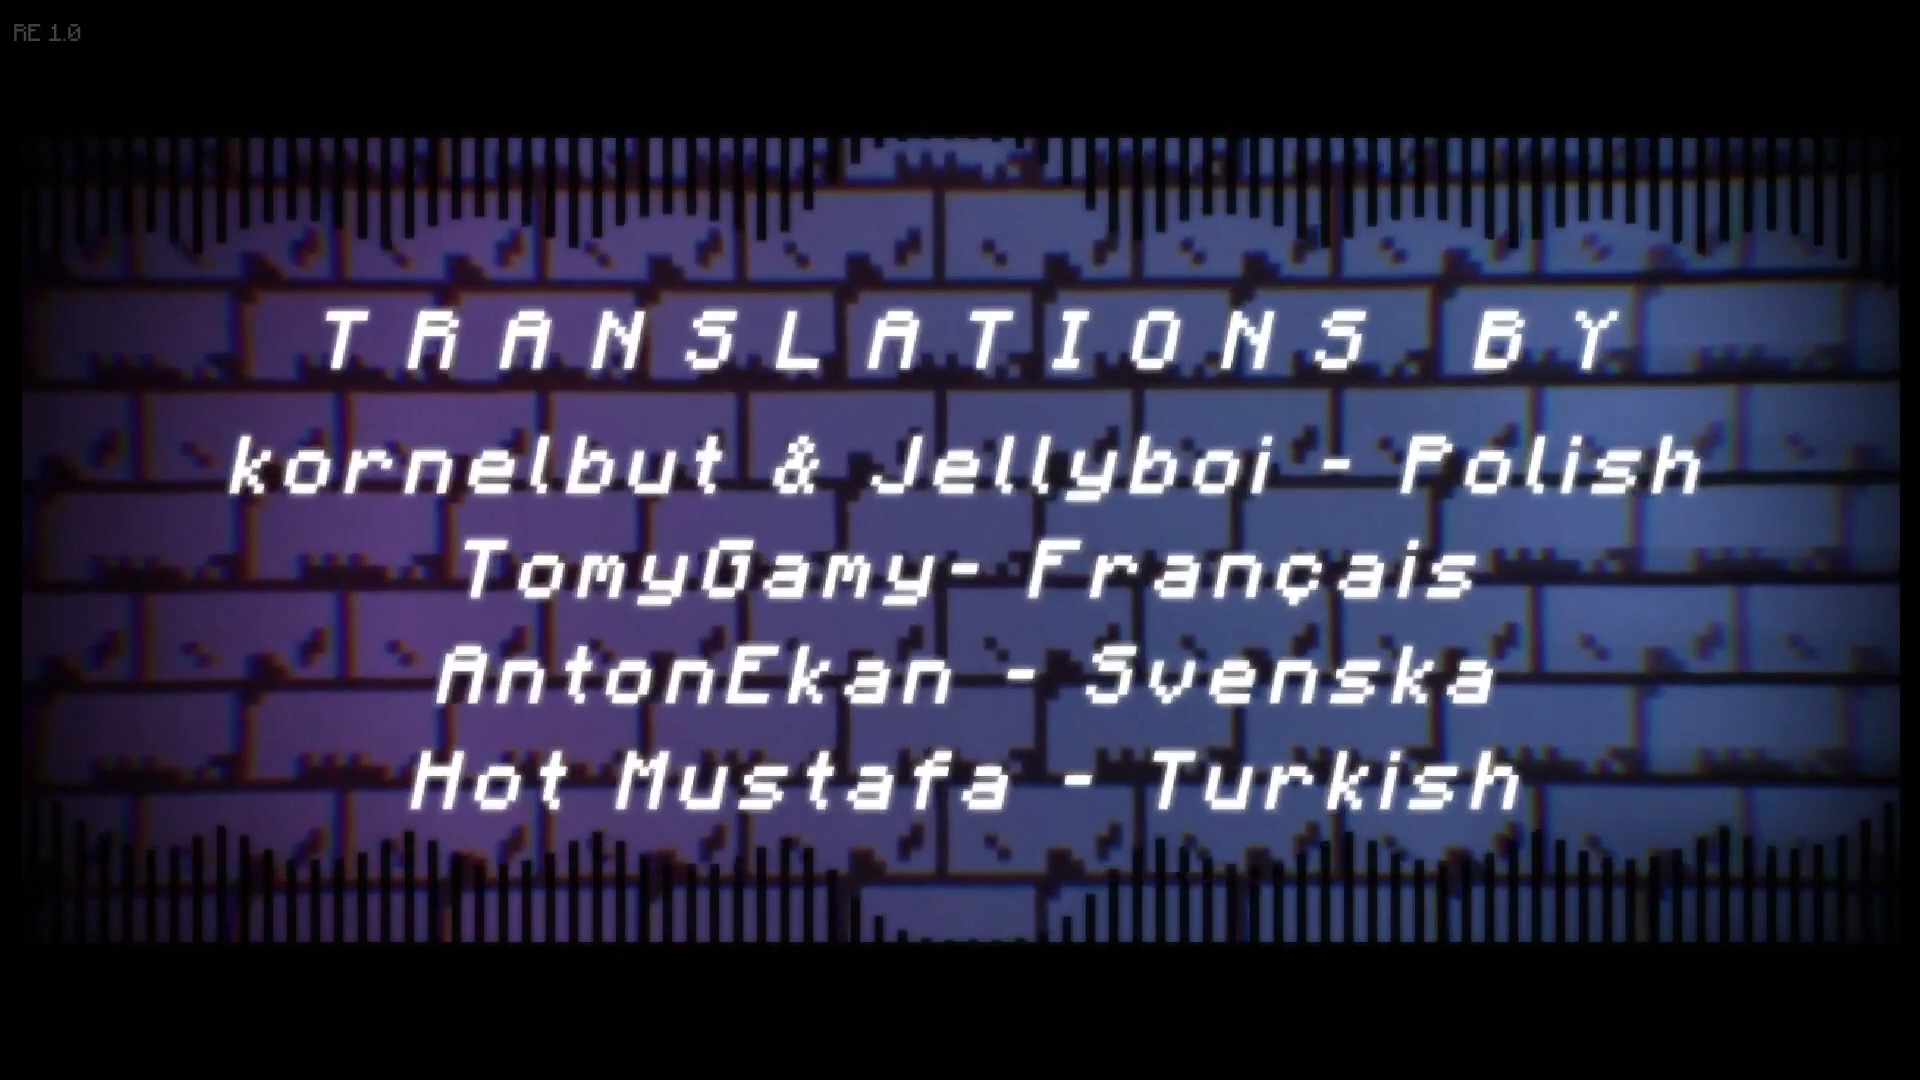 RE 1.0
TRANSLATIONS BY
kornelbut & Jellyboi - Polish
TomyGamy- Français
AntonEkan - Svenska
Hot Mustafa - Turkish